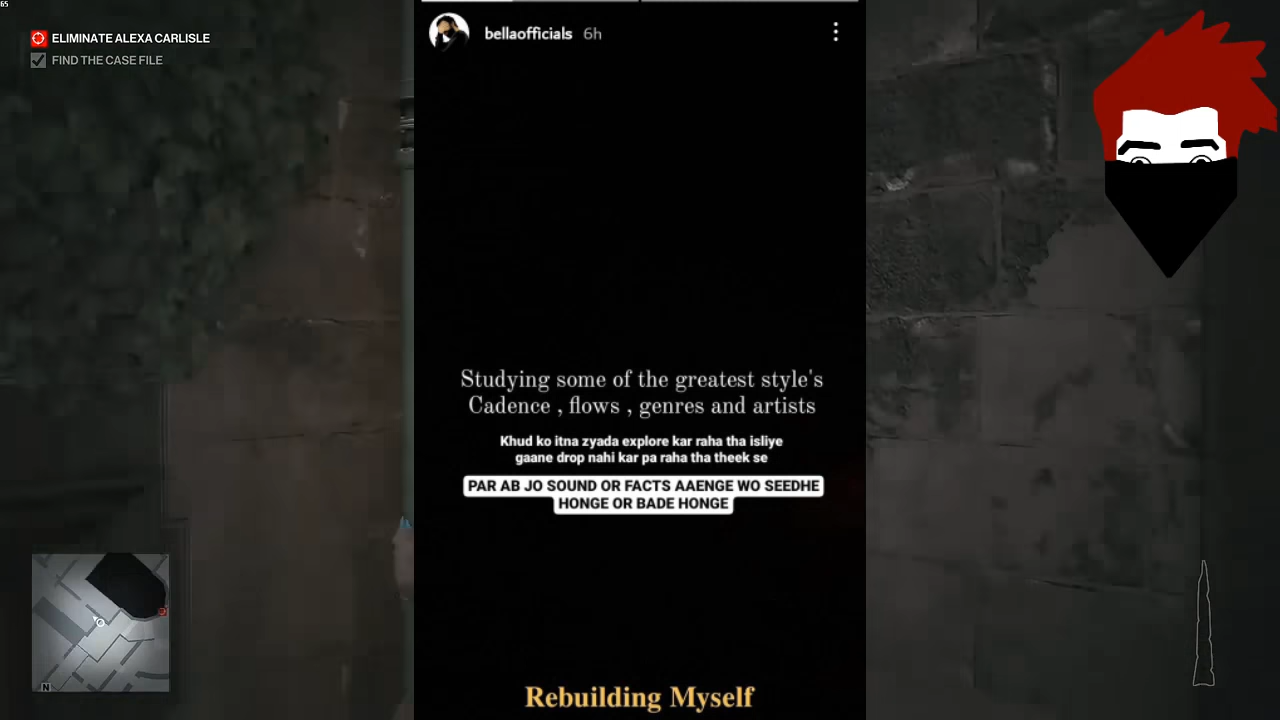 65
ELIMINATE ALEXA CARLISLE
FIND THE CASE FILE
bellaofficials 6h
Studying some of the greatest style's
Cadence , flows , genres and artists
Khud ko itna zyada explore kar raha tha isliye
gaane drop nahi kar pa raha tha theek se
PAR AB JO SOUND OR FACTS AAENGE WO SEEDHE
HONGE OR BADE HONGE
Rebuilding Myself
N